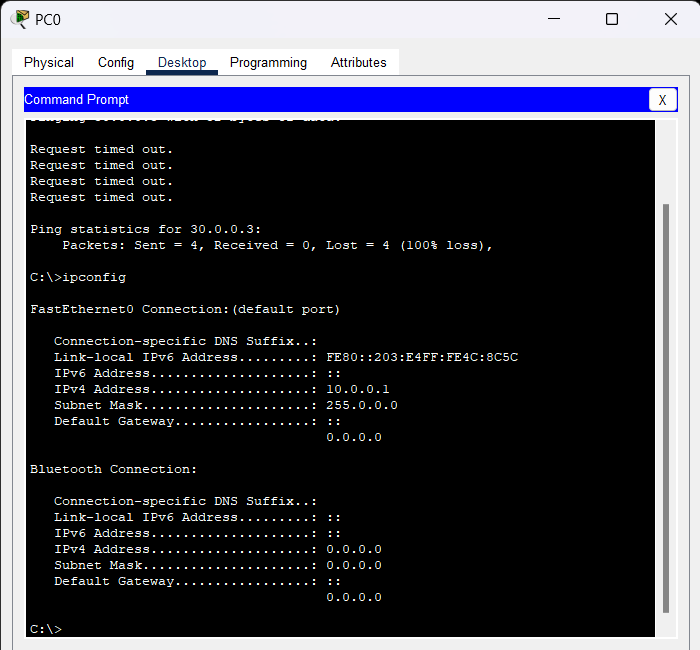 PC0
Physical Config Desktop Programming Attributes
Command Prompt X
Request timed out.
Request timed out.
Request timed out.
Request timed out.
Ping statistics for 30.0.0.3:
Packets: Sent = 4, Received = 0, Lost = 4 (100% loss),
C:\>ipconfig
FastEthernet0 Connection:(default port)
Connection-specific DNS Suffix..:
Link-local IPv6 Address.........: FE80::203:E4FF:FE4C:8C5C
IPv6 Address....................: ::
IPv4 Address....................: 10.0.0.1
Subnet Mask.....................: 255.0.0.0
Default Gateway.................: ::
0.0.0.0
Bluetooth Connection:
Connection-specific DNS Suffix..:
Link-local IPv6 Address.........: ::
IPv6 Address....................: ::
IPv4 Address....................: 0.0.0.0
Subnet Mask.....................: 0.0.0.0
Default Gateway.................: ::
0.0.0.0
C:\>